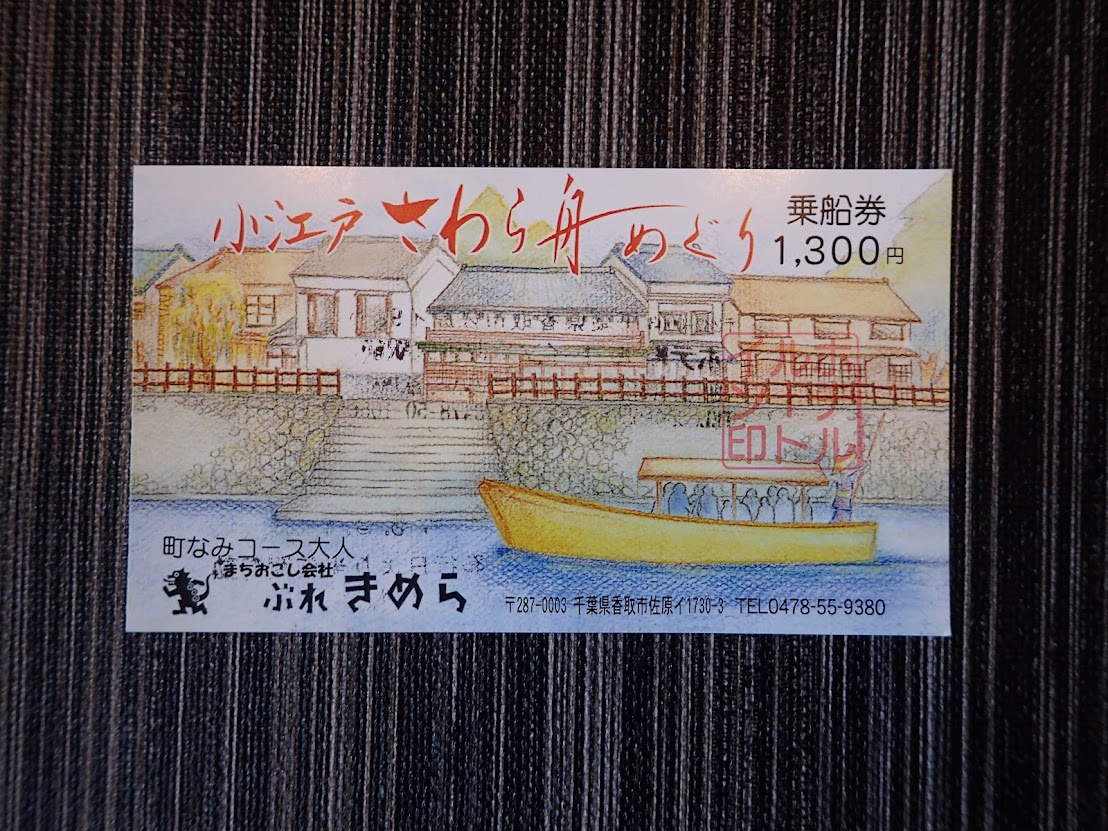 小江戸さわら舟めぐり
乗船券
1,300円
町なみコース大人
まちおこし会社
ぶれきめら
〒287-0003 千葉県香取市佐原イ1730-3 TEL0478-55-9380